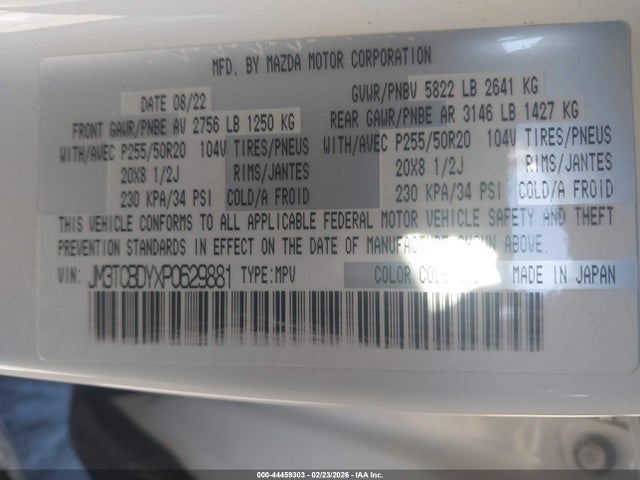 MFD. BY MAZDA MOTOR CORPORATION
DATE 08/22 GVWR/PNBV 5822 LB 2641 KG
FRONT GAWR/PNBE AV 2756 LB 1250 KG REAR GAWR/PNBE AR 3146 LB 1427 KG
WITH/AVEC P255/50R20 104V TIRES/PNEUS WITH/AVEC P255/50R20 104V TIRES/PNEUS
20X8 1/2J RIMS/JANTES 20X8 1/2J RIMS/JANTES
230 KPA/34 PSI COLD/A FROID 230 KPA/34 PSI COLD/A FROID
THIS VEHICLE CONFORMS TO ALL APPLICABLE FEDERAL MOTOR VEHICLE SAFETY AND THEFT
PREVENTION STANDARDS IN EFFECT ON THE DATE OF MANUFACTURE SHOWN ABOVE.
VIN: JM3TCBDYXP0629881 TYPE:MPV COLOR CODE MADE IN JAPAN
000-44459303 - 02/23/2026 - IAA Inc.